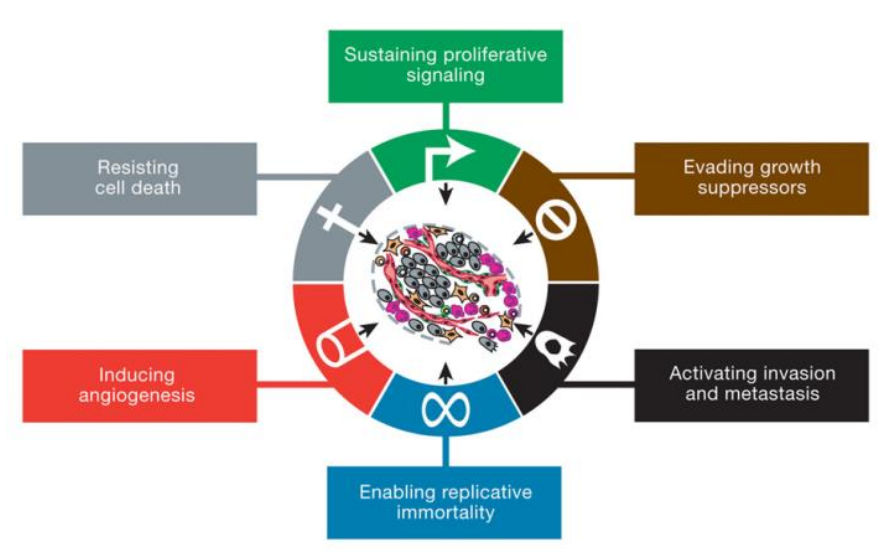 Sustaining proliferative
signaling
Resisting
cell death
Evading growth
suppressors
Inducing
angiogenesis
Activating invasion
and metastasis
Enabling replicative
immortality